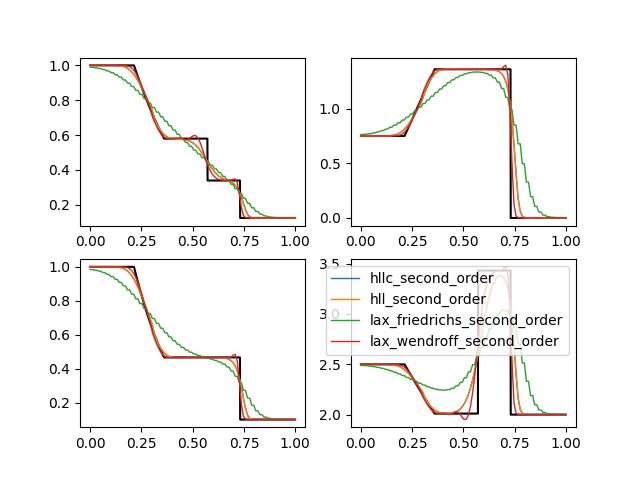 1.0
0.8
0.6
0.4
0.2
0.00 0.25 0.50 0.75 1.00
1.0
0.5
0.0
0.00 0.25 0.50 0.75 1.00
1.0
0.8
0.6
0.4
0.2
0.00 0.25 0.50 0.75 1.00
3.5
3.0
2.5
2.0
0.00 0.25 0.50 0.75 1.00
hllc_second_order
hll_second_order
lax_friedrichs_second_order
lax_wendroff_second_order